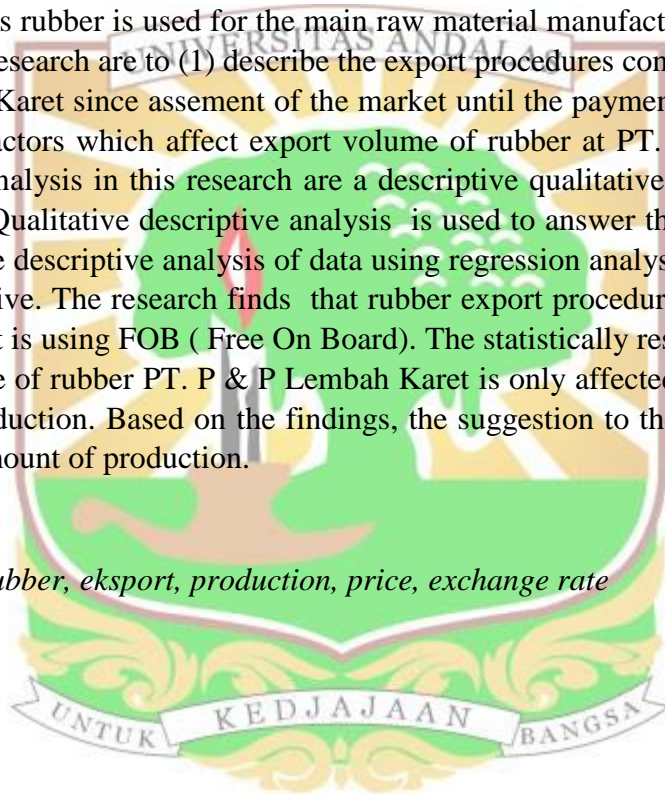 s rubber is used for the main raw material manufact
UNIVERSITAS ANDALAS
esearch are to (1) describe the export procedures con
Karet since assement of the market until the paymen
actors which affect export volume of rubber at PT.
nalysis in this research are a descriptive qualitative
Qualitative descriptive analysis is used to answer th
e descriptive analysis of data using regression analys
ive. The research finds that rubber export procedur
t is using FOB ( Free On Board). The statistically res
e of rubber PT. P & P Lembah Karet is only affected
duction. Based on the findings, the suggestion to th
mount of production.
ubber, eksport, production, price, exchange rate
UNTUK KEDJAJAAN BANGSA